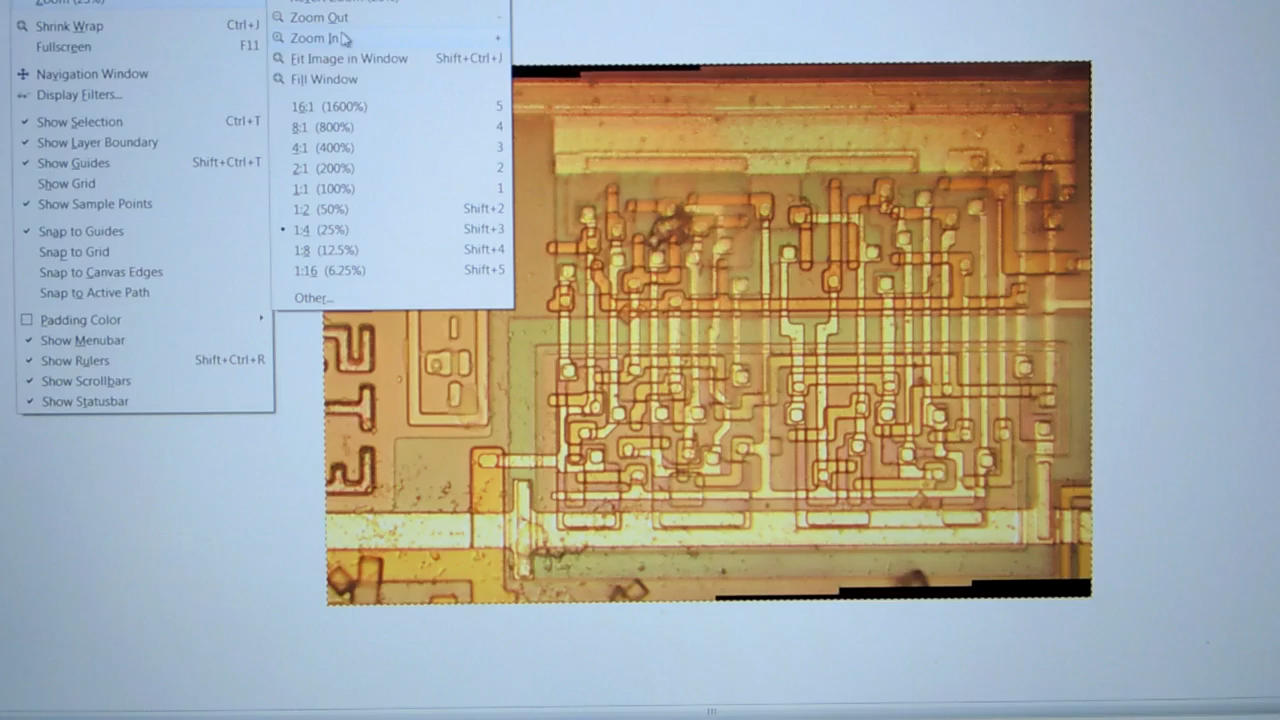 Zoom (25%)
Shrink Wrap Ctrl+J
Fullscreen F11
Navigation Window
Display Filters...
Show Selection Ctrl+T
Show Layer Boundary
Show Guides Shift+Ctrl+T
Show Grid
Show Sample Points
Snap to Guides
Snap to Grid
Snap to Canvas Edges
Snap to Active Path
Padding Color
Show Menubar
Show Rulers Shift+Ctrl+R
Show Scrollbars
Show Statusbar
Zoom Out -
Zoom In +
Fit Image in Window Shift+Ctrl+J
Fill Window
16:1 (1600%) 5
8:1 (800%) 4
4:1 (400%) 3
2:1 (200%) 2
1:1 (100%) 1
1:2 (50%) Shift+2
1:4 (25%) Shift+3
1:8 (12.5%) Shift+4
1:16 (6.25%) Shift+5
Other...